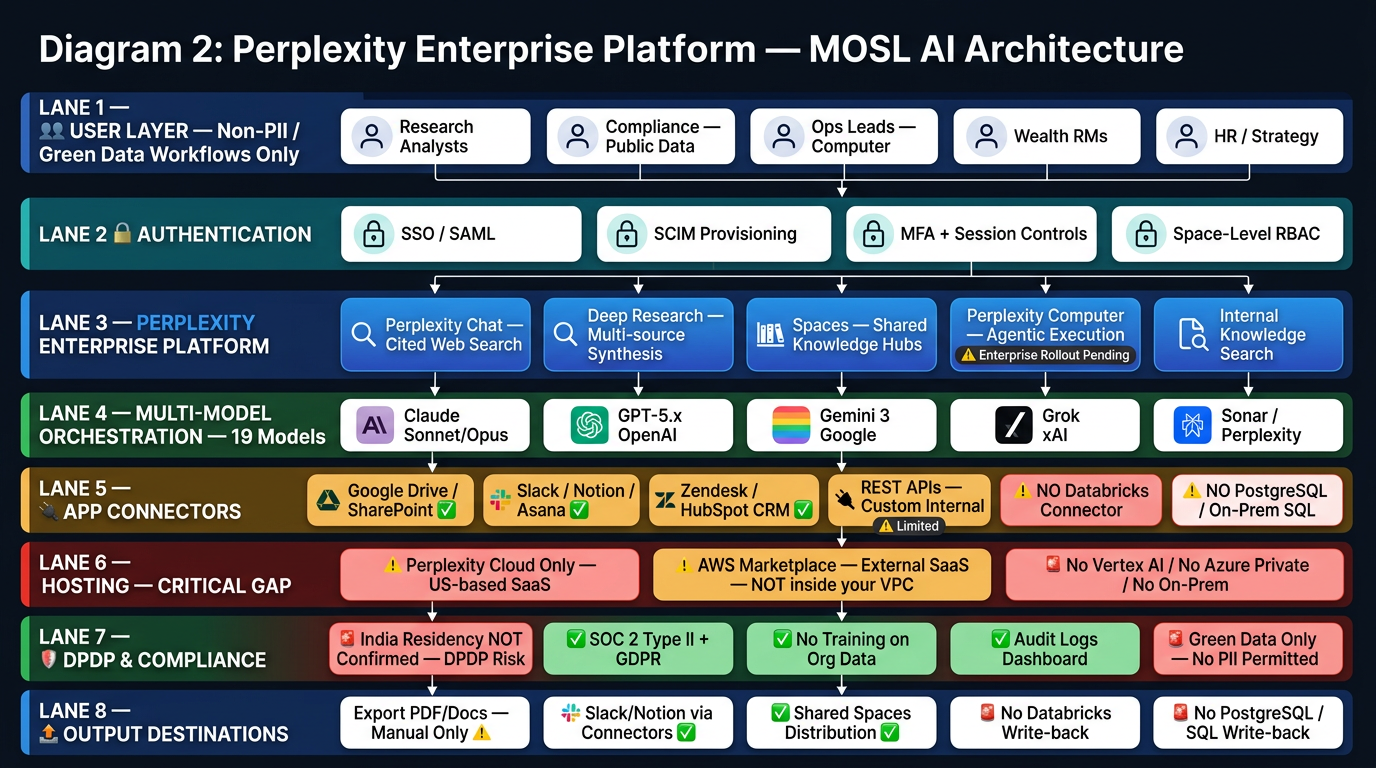 Diagram 2: Perplexity Enterprise Platform — MOSL AI Architecture
LANE 1 —
👥 USER LAYER — Non-PII /
Green Data Workflows Only
Research
Analysts
Compliance —
Public Data
Ops Leads —
Computer
Wealth RMs
HR / Strategy
LANE 2 🔒 AUTHENTICATION
SSO / SAML
SCIM Provisioning
MFA + Session Controls
Space-Level RBAC
LANE 3 — PERPLEXITY
ENTERPRISE PLATFORM
Perplexity Chat —
Cited Web Search
Deep Research —
Multi-source
Synthesis
Spaces — Shared
Knowledge Hubs
Perplexity Computer
— Agentic Execution
⚠️ Enterprise Rollout Pending
Internal
Knowledge
Search
LANE 4 — MULTI-MODEL
ORCHESTRATION — 19 Models
Claude
Sonnet/Opus
GPT-5.x
OpenAI
Gemini 3
Google
Grok
xAI
Sonar /
Perplexity
LANE 5 —
🔌 APP CONNECTORS
Google Drive /
SharePoint ✅
Slack / Notion /
Asana ✅
Zendesk /
HubSpot CRM ✅
REST APIs —
Custom Internal
⚠️ Limited
⚠️ NO Databricks
Connector
⚠️ NO PostgreSQL
/ On-Prem SQL
LANE 6 —
HOSTING — CRITICAL GAP
⚠️ Perplexity Cloud Only —
US-based SaaS
⚠️ AWS Marketplace — External SaaS
— NOT inside your VPC
🚨 No Vertex AI / No Azure Private
/ No On-Prem
LANE 7 —
🛡️ DPDP & COMPLIANCE
🚨 India Residency NOT
Confirmed — DPDP Risk
✅ SOC 2 Type II +
GDPR
✅ No Training on
Org Data
✅ Audit Logs
Dashboard
🚨 Green Data Only
— No PII Permitted
LANE 8 —
📤 OUTPUT DESTINATIONS
Export PDF/Docs —
Manual Only ⚠️
Slack/Notion via
Connectors ✅
✅ Shared Spaces
Distribution ✅
🚨 No Databricks
Write-back
🚨 No PostgreSQL /
SQL Write-back